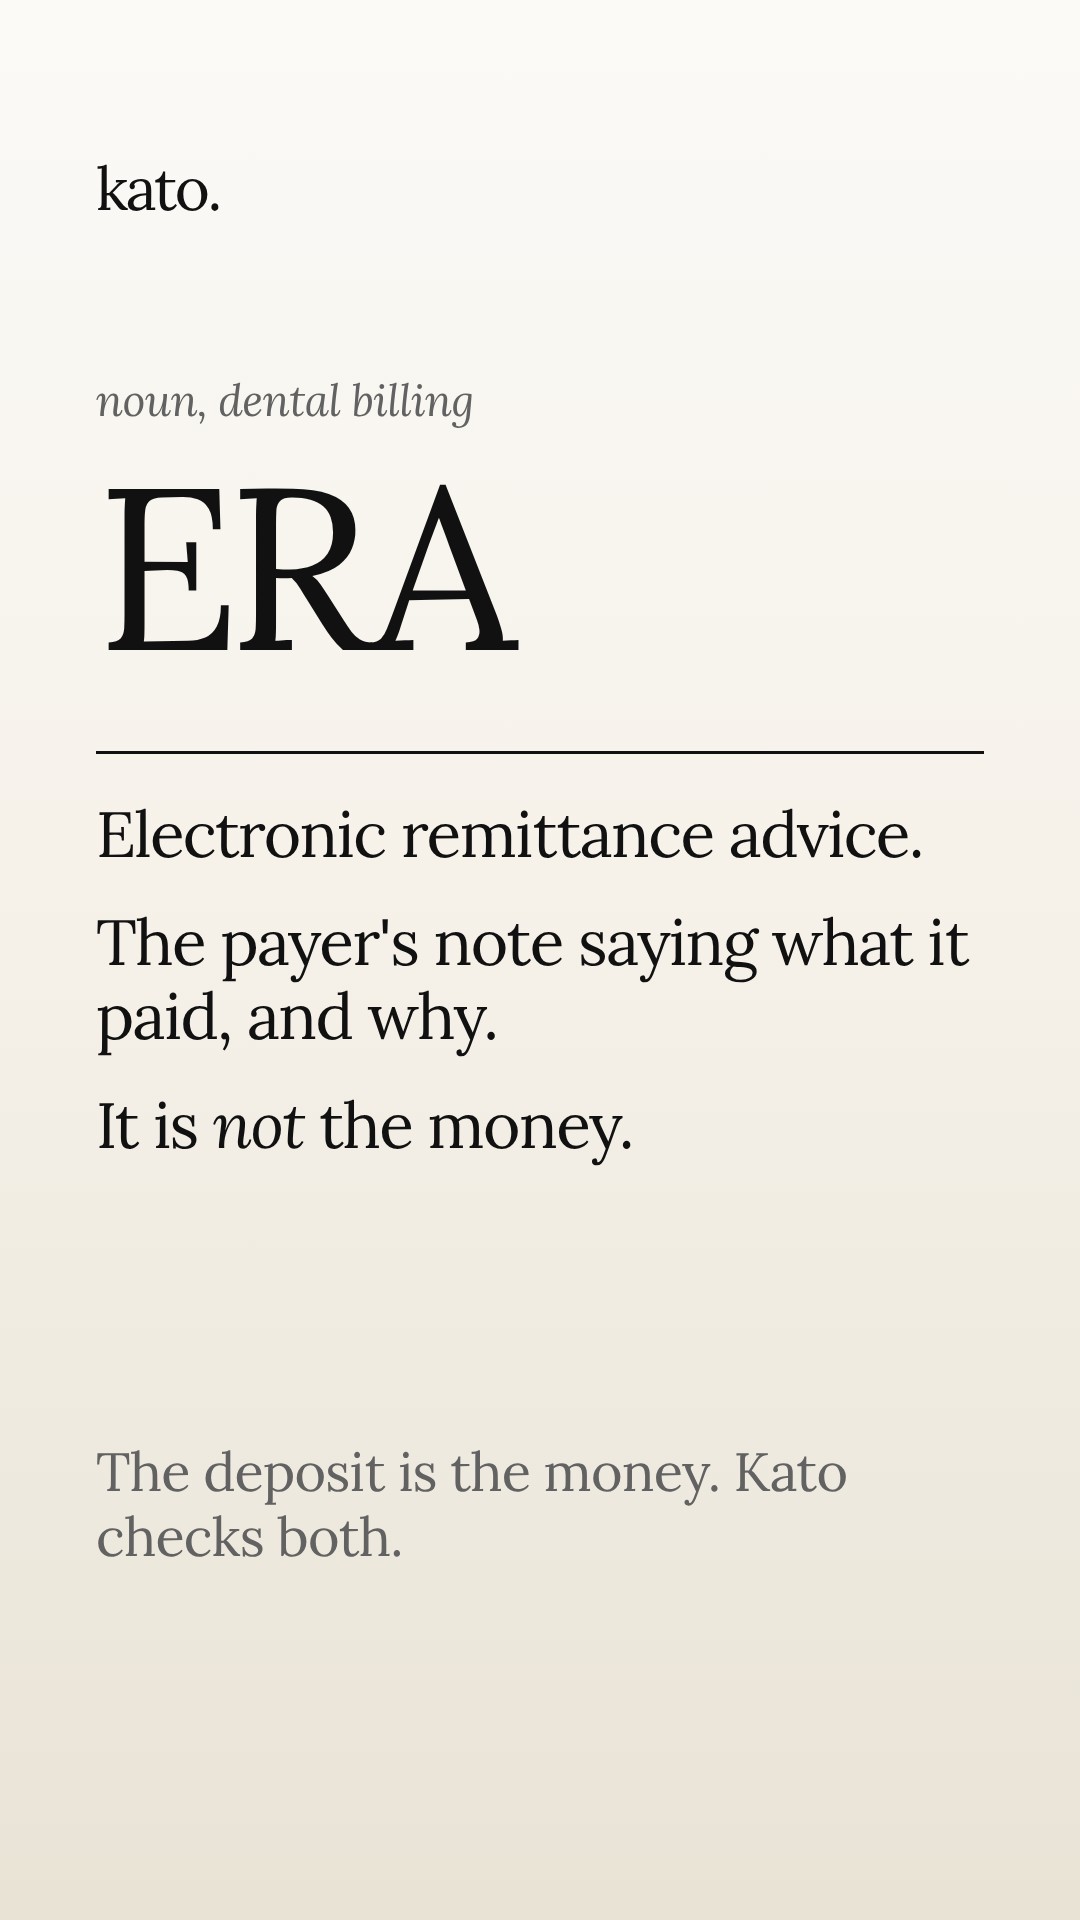 kato.
noun, dental billing
ERA
Electronic remittance advice.
The payer's note saying what it
paid, and why.
It is not the money.
The deposit is the money. Kato
checks both.